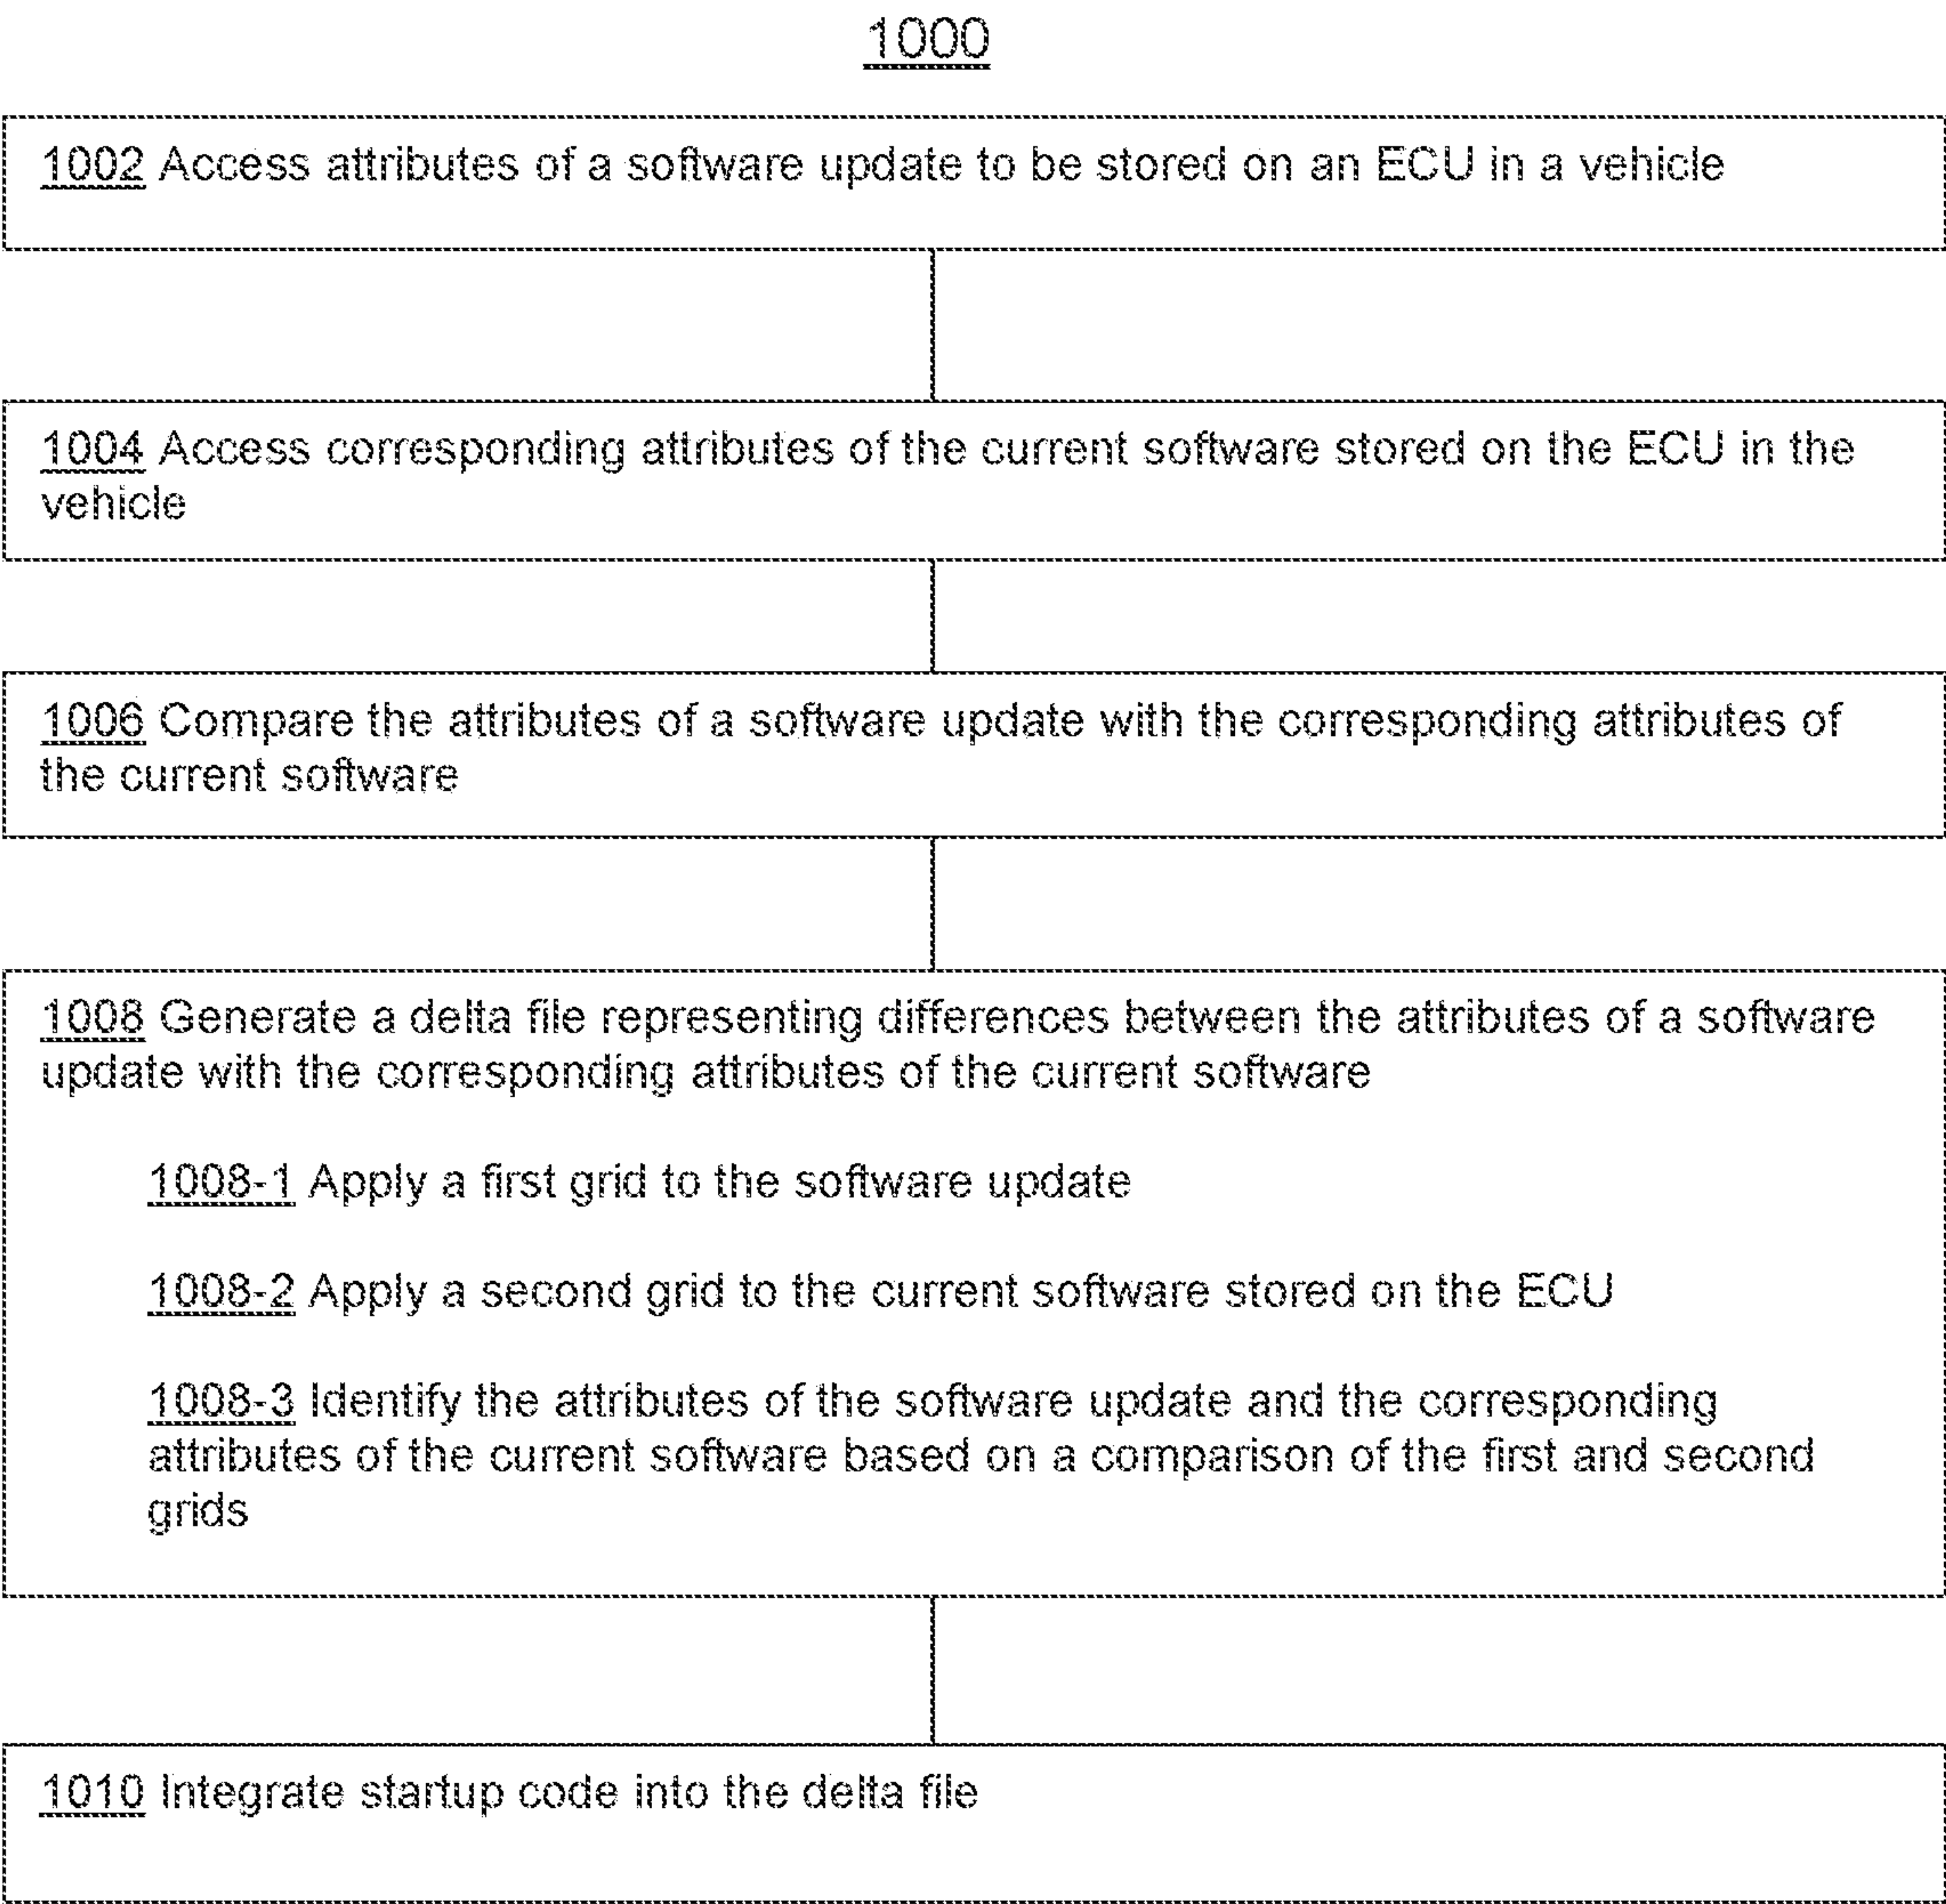 1000
1002 Access attributes of a software update to be stored on an ECU in a vehicle
1004 Access corresponding attributes of the current software stored on the ECU in the
vehicle
1006 Compare the attributes of a software update with the corresponding attributes of
the current software
1008 Generate a delta file representing differences between the attributes of a software
update with the corresponding attributes of the current software
1008-1 Apply a first grid to the software update
1008-2 Apply a second grid to the current software stored on the ECU
1008-3 Identify the attributes of the software update and the corresponding
attributes of the current software based on a comparison of the first and second
grids
1010 Integrate startup code into the delta file